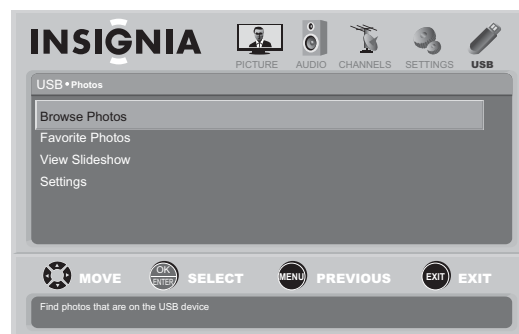 INSIGNIA
PICTURE AUDIO CHANNELS SETTINGS USB
USB • Photos
Browse Photos
Favorite Photos
View Slideshow
Settings
MOVE OK ENTER SELECT MENU PREVIOUS EXIT EXIT
Find photos that are on the USB device